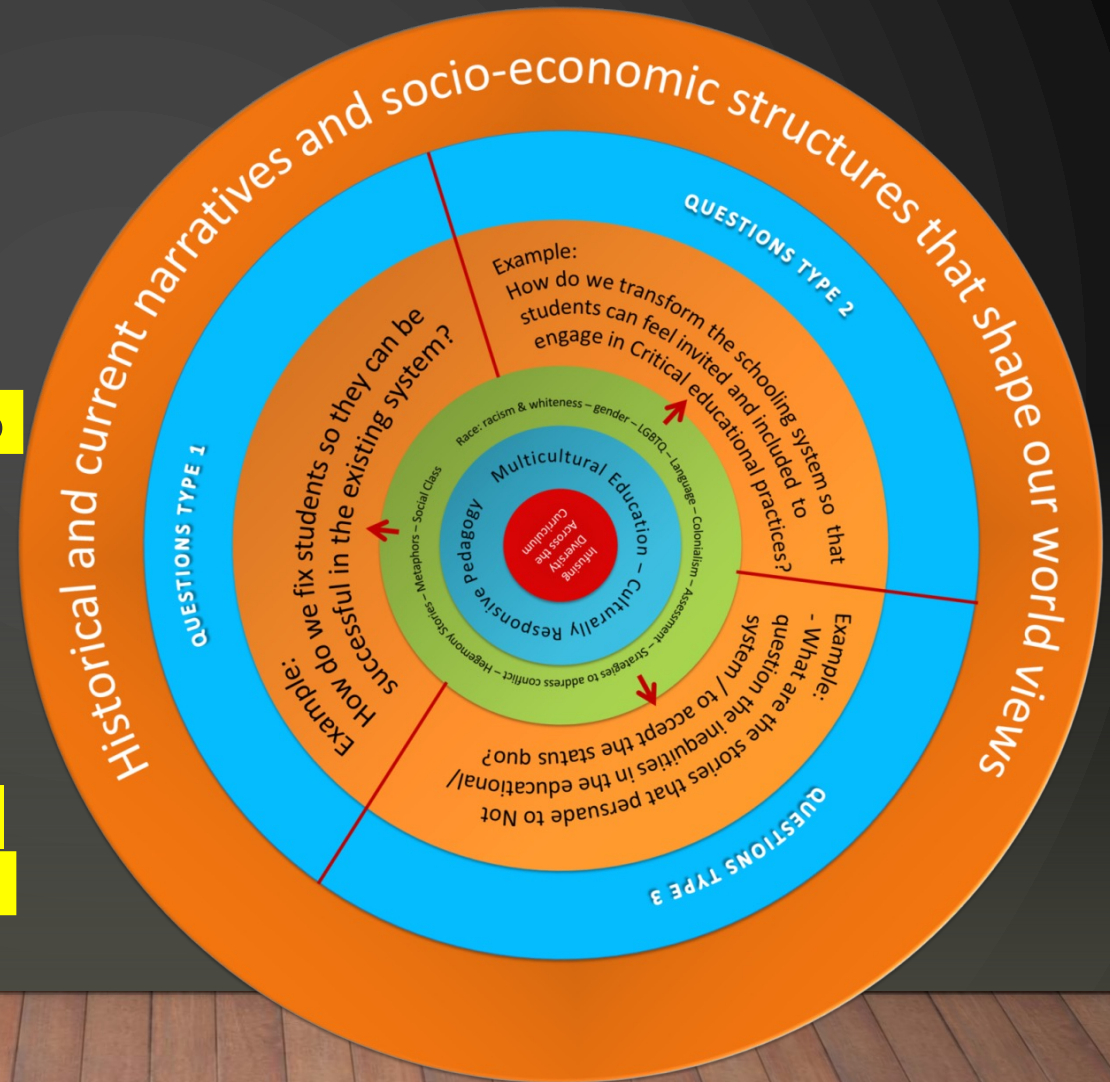 Historical and current narratives and socio-economic structures that shape our world views
QUESTIONS TYPE 1
Example:
How do we fix students so they can be
successful in the existing system?
QUESTIONS TYPE 2
Example:
How do we transform the schooling system so that
students can feel invited and included to
engage in Critical educational practices?
QUESTIONS TYPE 3
Example:
- What are the stories that persuade to Not
question the inequities in the educational/
system / to accept the status quo?
Race: racism & whiteness – gender – LGBTQ – Language – Colonialism – Assessment – Strategies to address conflict – Hegemony Stories – Metaphors – Social Class
Multicultural Education – Culturally Responsive Pedagogy
Infusing
Diversity
Across the
Curriculum